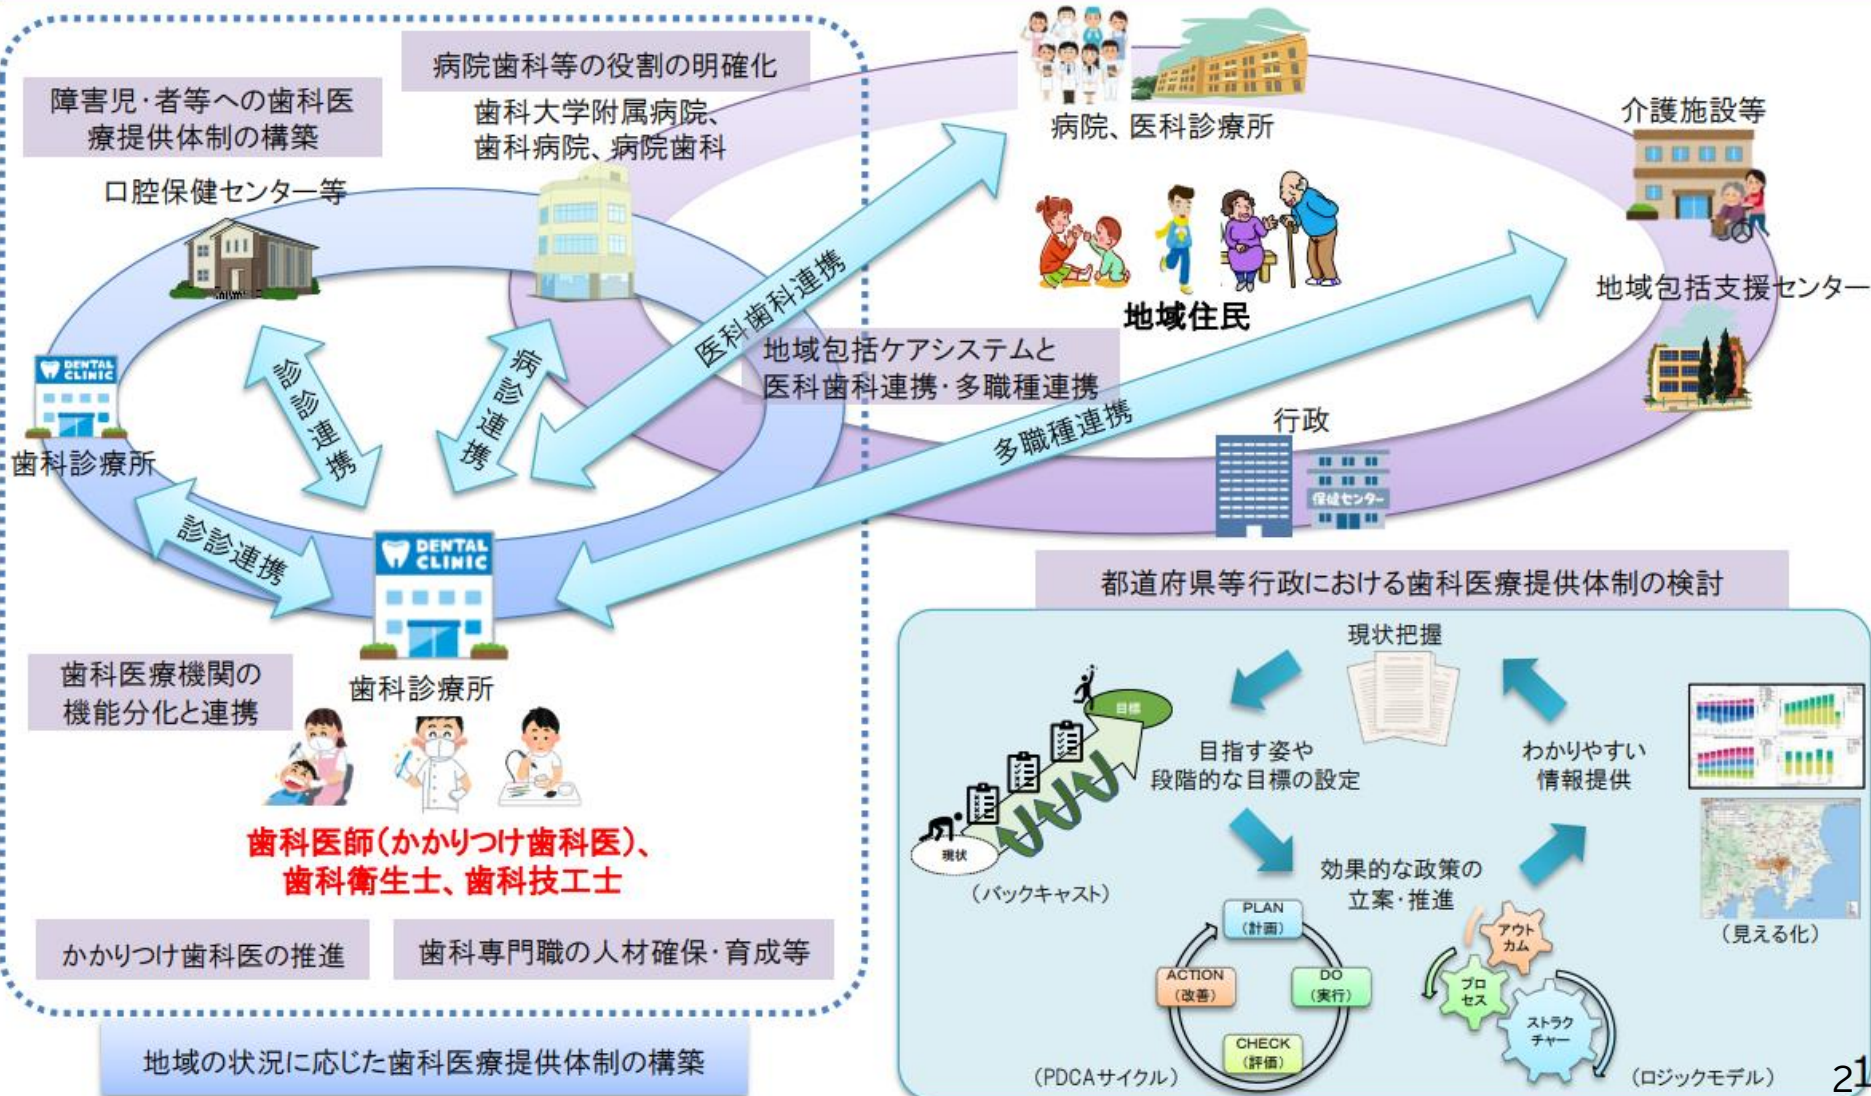 病院歯科等の役割の明確化
障害児・者等への歯科医
療提供体制の構築
歯科大学附属病院、
歯科病院、病院歯科
口腔保健センター等
病院、医科診療所
介護施設等
地域包括支援センター
地域住民
医科歯科連携
地域包括ケアシステムと
医科歯科連携・多職種連携
多職種連携
行政
保健センター
DENTAL
CLINIC
歯科診療所
診診連携
病診連携
診診連携
DENTAL
CLINIC
歯科診療所
歯科医療機関の
機能分化と連携
歯科医師(かかりつけ歯科医)、
歯科衛生士、歯科技工士
かかりつけ歯科医の推進
歯科専門職の人材確保・育成等
地域の状況に応じた歯科医療提供体制の構築
都道府県等行政における歯科医療提供体制の検討
現状把握
目標
現状
(バックキャスト)
目指す姿や
段階的な目標の設定
わかりやすい
情報提供
効果的な政策の
立案・推進
(見える化)
PLAN
(計画)
DO
(実行)
CHECK
(評価)
ACTION
(改善)
(PDCAサイクル)
アウト
カム
プロ
セス
ストラク
チャー
(ロジックモデル)
21